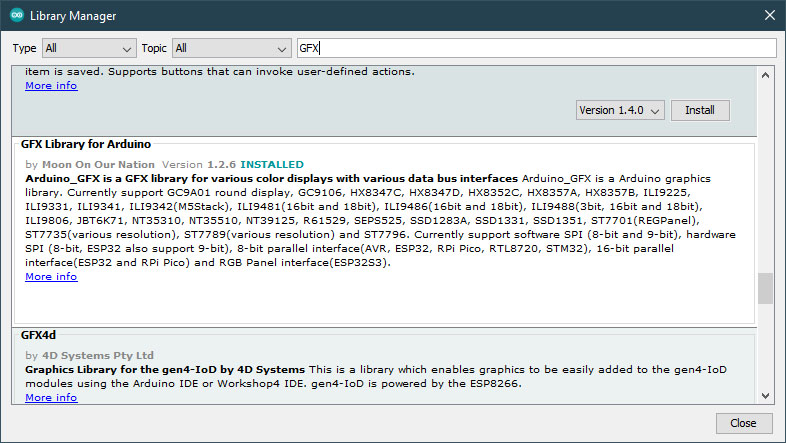 Library Manager
Type All Topic All GFX
item is saved. Supports buttons that can invoke user-defined actions.
More info
Version 1.4.0 Install
GFX Library for Arduino
by Moon On Our Nation Version 1.2.6 INSTALLED
Arduino_GFX is a GFX library for various color displays with various data bus interfaces Arduino_GFX is a Arduino graphics
library. Currently support GC9A01 round display, GC9106, HX8347C, HX8347D, HX8352C, HX8357A, HX8357B, ILI9225,
ILI9331, ILI9341, ILI9342(M5Stack), ILI9481(16bit and 18bit), ILI9486(16bit and 18bit), ILI9488(3bit, 16bit and 18bit),
ILI9806, JBT6K71, NT35310, NT35510, NT39125, R61529, SEPS525, SSD1283A, SSD1331, SSD1351, ST7701(REGPanel),
ST7735(various resolution), ST7789(various resolution) and ST7796. Currently support software SPI (8-bit and 9-bit), hardware
SPI (8-bit, ESP32 also support 9-bit), 8-bit parallel interface(AVR, ESP32, RPi Pico, RTL8720, STM32), 16-bit parallel
interface(ESP32 and RPi Pico) and RGB Panel interface(ESP32S3).
More info
GFX4d
by 4D Systems Pty Ltd
Graphics Library for the gen4-IoD by 4D Systems This is a library which enables graphics to be easily added to the gen4-IoD
modules using the Arduino IDE or Workshop4 IDE. gen4-IoD is powered by the ESP8266.
More info
Close